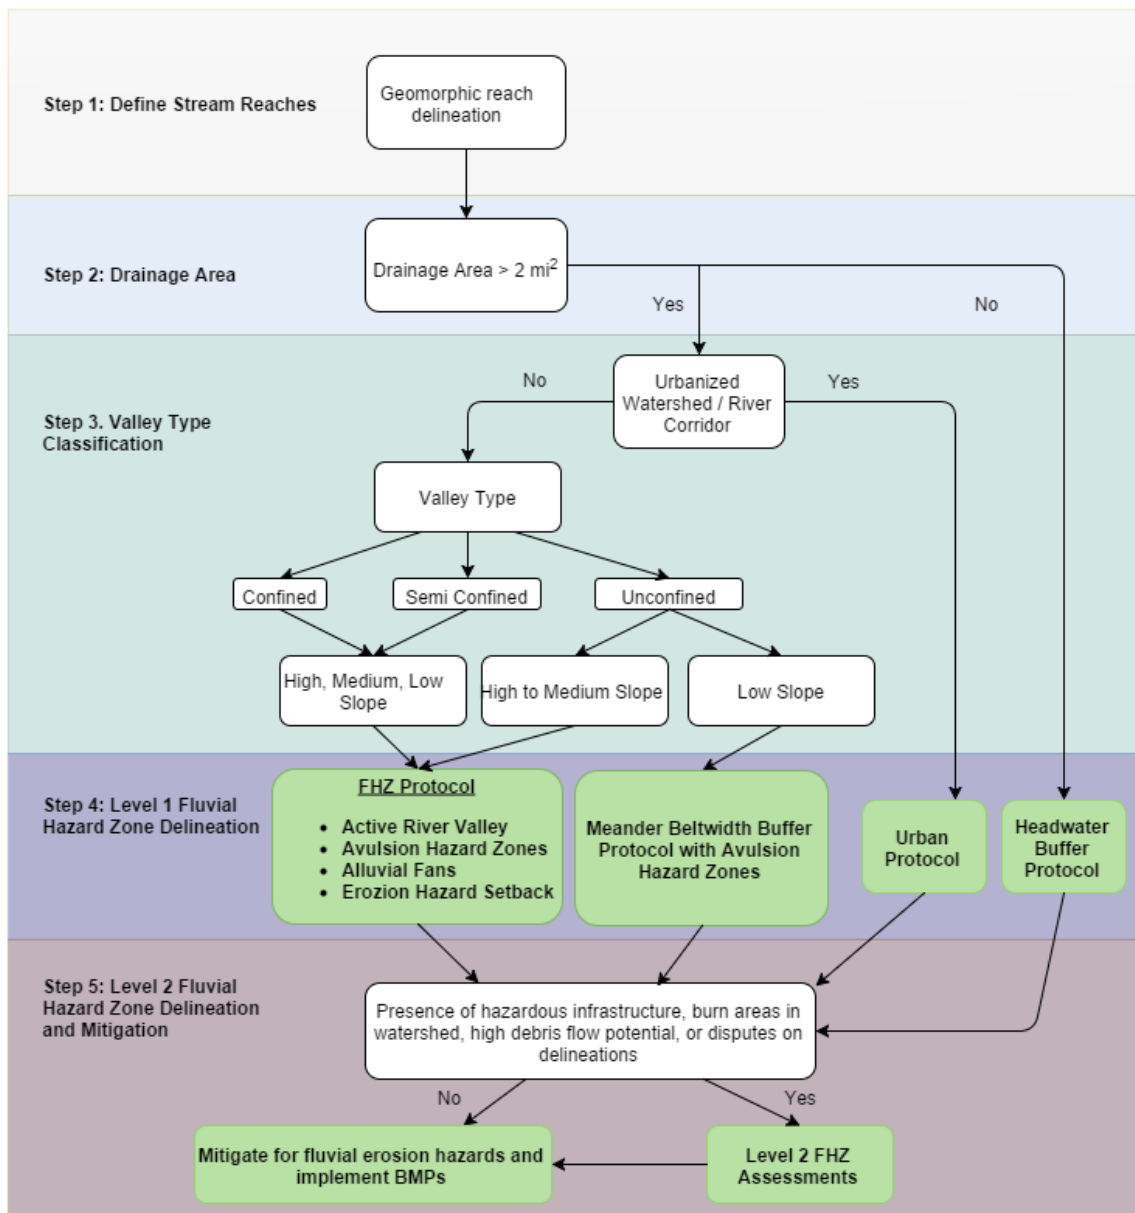 Step 1: Define Stream Reaches
Geomorphic reach
delineation
Step 2: Drainage Area
Drainage Area > 2 mi²
Yes
No
Step 3. Valley Type
Classification
Urbanized
Watershed / River
Corridor
No
Yes
Valley Type
Confined
Semi Confined
Unconfined
High, Medium, Low
Slope
High to Medium Slope
Low Slope
Step 4: Level 1 Fluvial
Hazard Zone Delineation
FHZ Protocol
• Active River Valley
• Avulsion Hazard Zones
• Alluvial Fans
• Erozion Hazard Setback
Meander Beltwidth Buffer
Protocol with Avulsion
Hazard Zones
Urban
Protocol
Headwater
Buffer
Protocol
Step 5: Level 2 Fluvial
Hazard Zone Delineation
and Mitigation
Presence of hazardous infrastructure, burn areas in
watershed, high debris flow potential, or disputes on
delineations
No
Yes
Mitigate for fluvial erosion hazards and
implement BMPs
Level 2 FHZ
Assessments